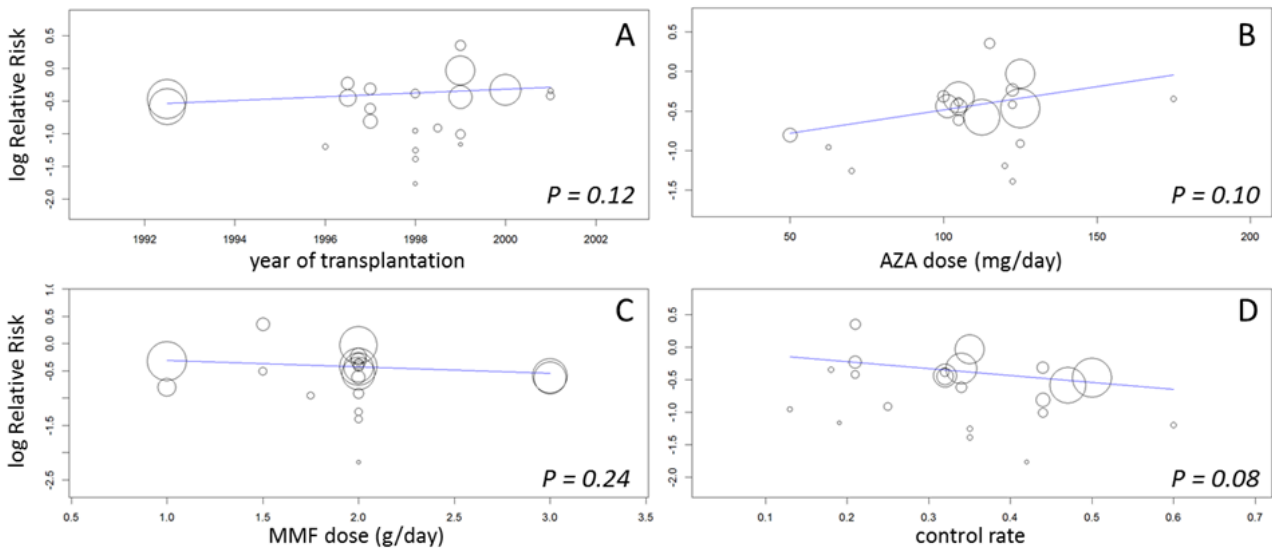 A
log Relative Risk
0.5
0.0
-0.5
-1.0
-1.5
-2.0
P = 0.12
1992 1994 1996 1998 2000 2002
year of transplantation
B
0.5
0.0
-0.5
-1.0
-1.5
P = 0.10
50 100 150 200
AZA dose (mg/day)
C
log Relative Risk
1.0
0.5
0.0
-0.5
-1.5
-2.5
P = 0.24
0.5 1.0 1.5 2.0 2.5 3.0 3.5
MMF dose (g/day)
D
0.5
0.0
-0.5
-1.0
-1.5
-2.0
P = 0.08
0.1 0.2 0.3 0.4 0.5 0.6 0.7
control rate